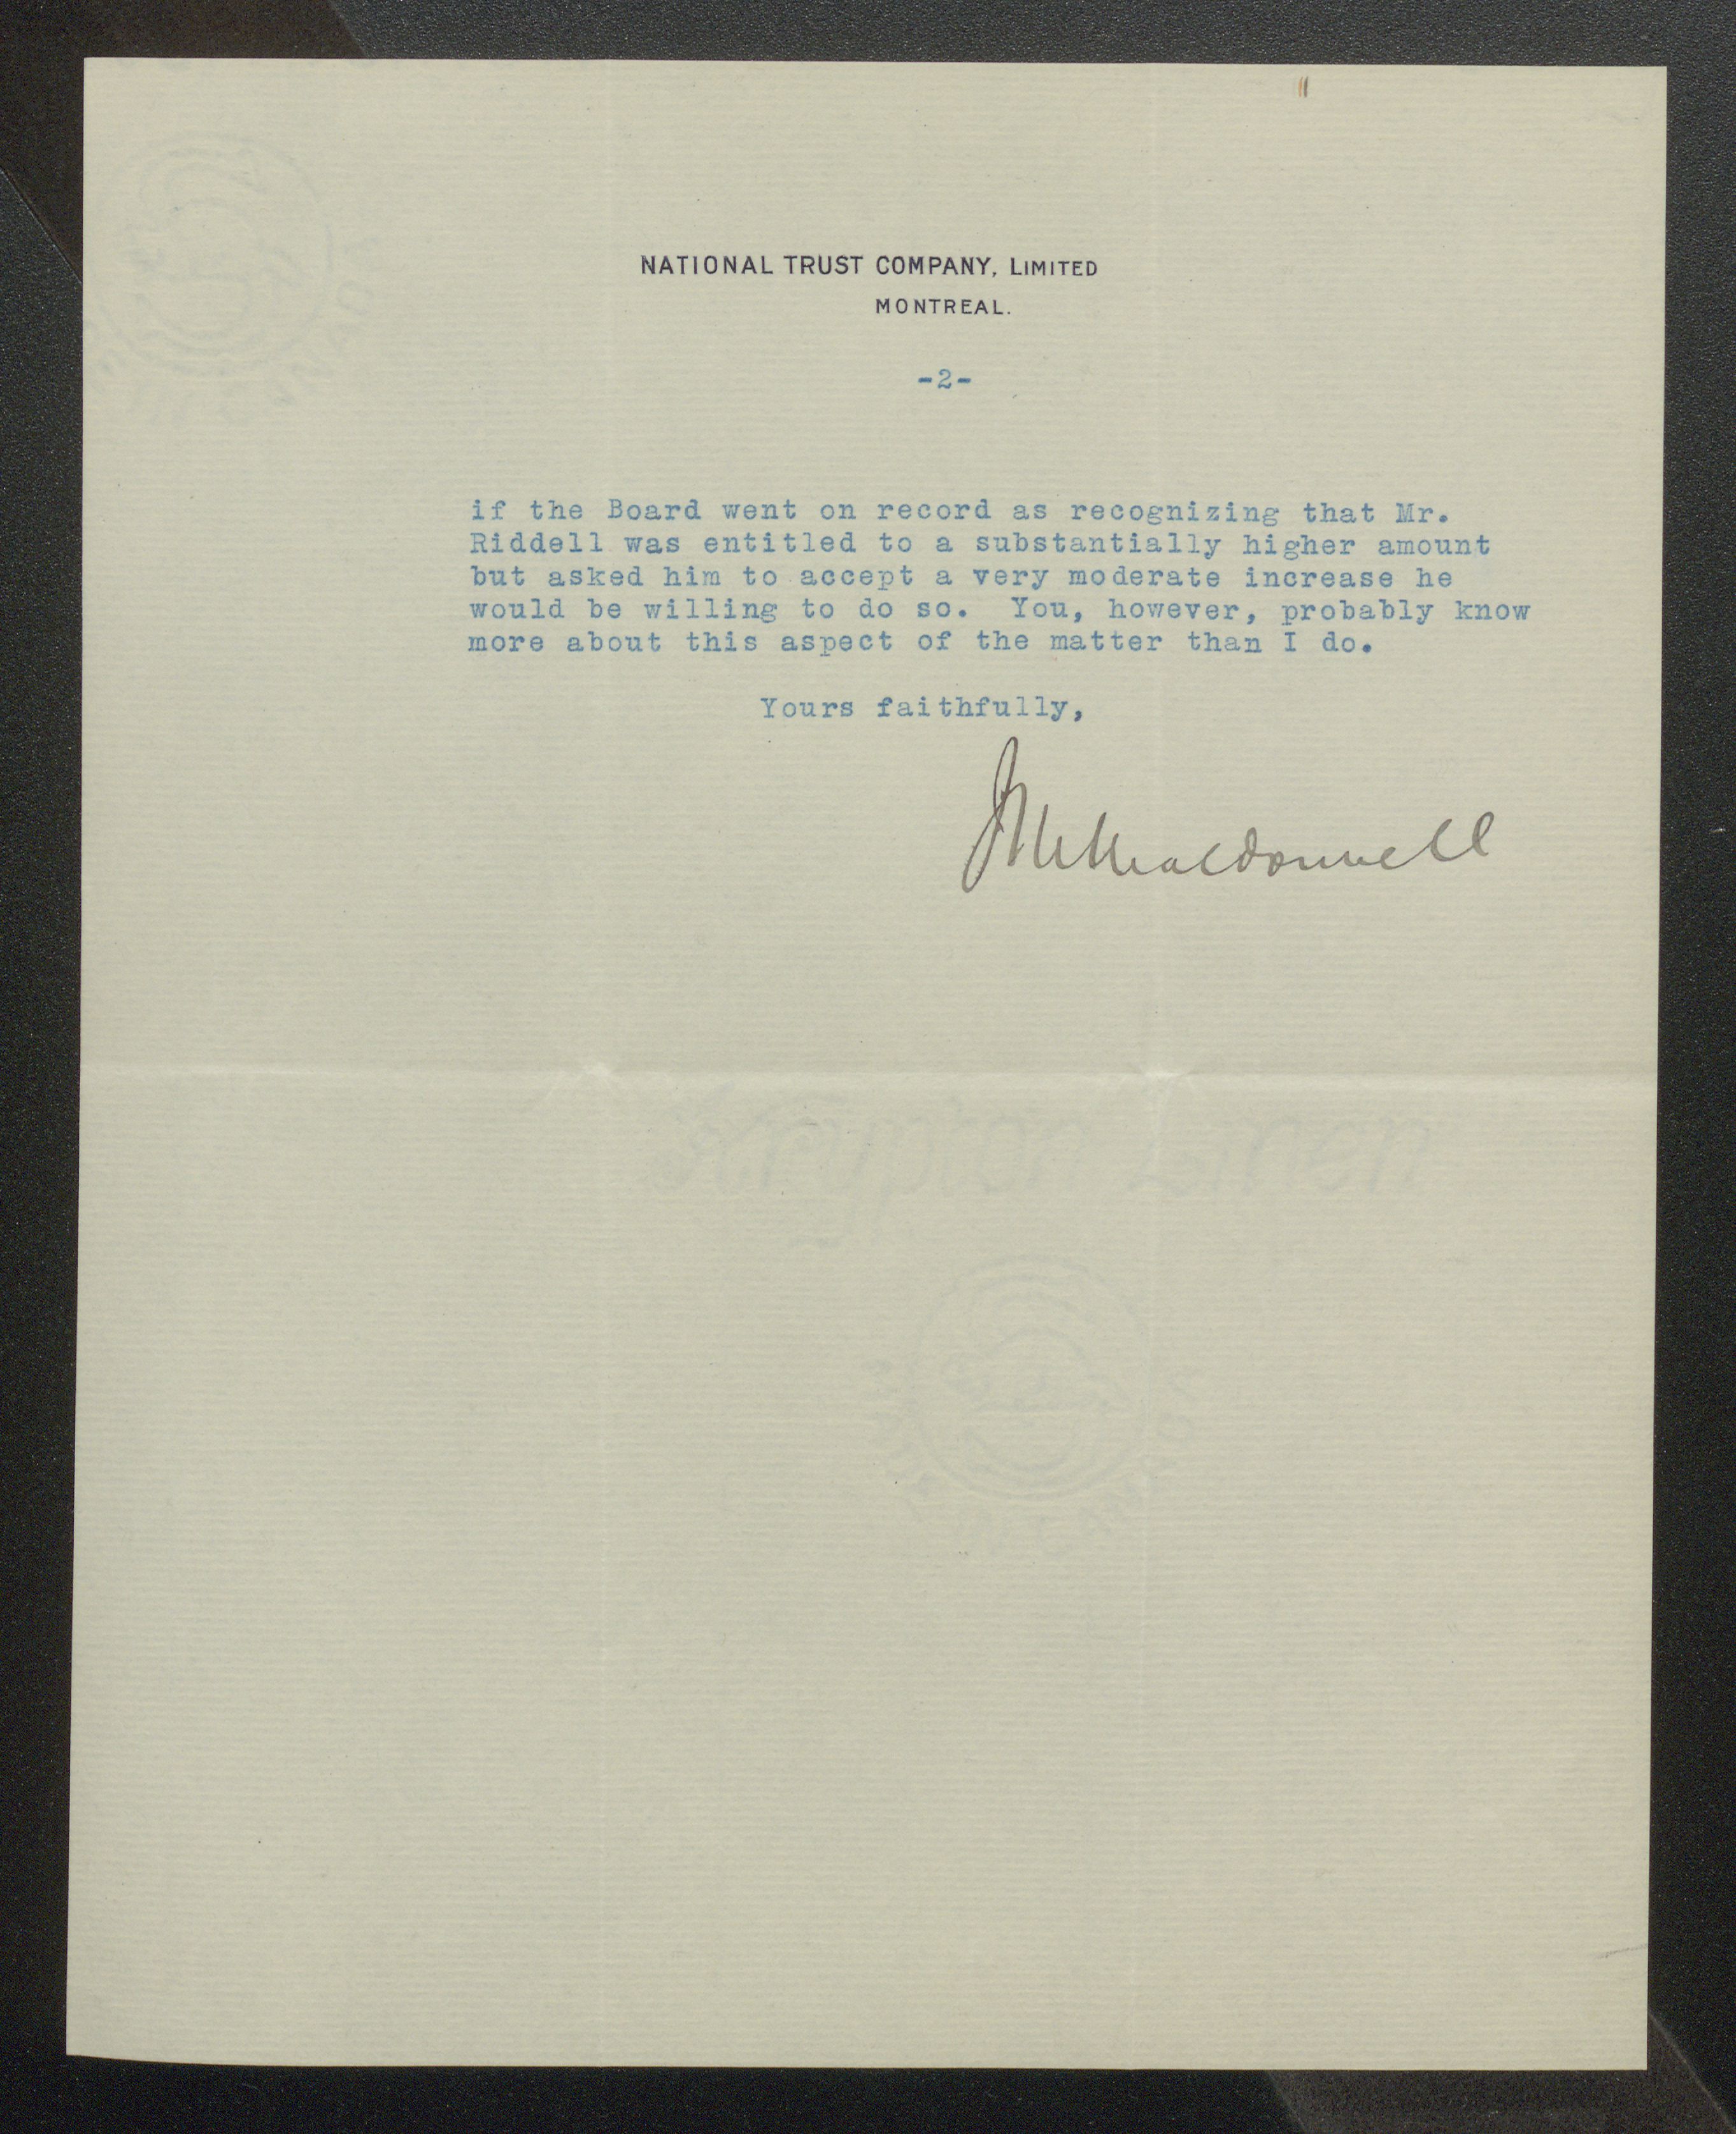 NATIONAL TRUST COMPANY, LIMITED
MONTREAL.
-2-
if the Board went on record as recognizing that Mr.
Riddell was entitled to a substantially higher amount
but asked him to accept a very moderate increase he
would be willing to do so. You, however, probably know
more about this aspect of the matter than I do.
Yours faithfully,
JMMacdonnell